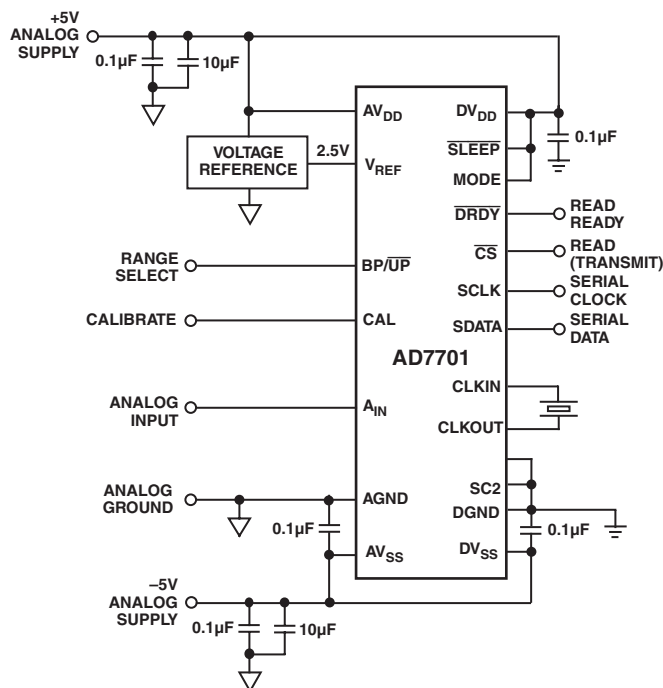 +5V
ANALOG
SUPPLY
0.1µF
10µF
AVDD
DVDD
0.1µF
VOLTAGE
REFERENCE
2.5V
VREF
SLEEP
MODE
DRDY
READ
READY
RANGE
SELECT
BP/UP
CS
READ
(TRANSMIT)
SCLK
SERIAL
CLOCK
CALIBRATE
CAL
SDATA
SERIAL
DATA
AD7701
CLKIN
ANALOG
INPUT
AIN
CLKOUT
ANALOG
GROUND
AGND
SC2
DGND
0.1µF
0.1µF
AVSS
DVSS
–5V
ANALOG
SUPPLY
0.1µF
10µF